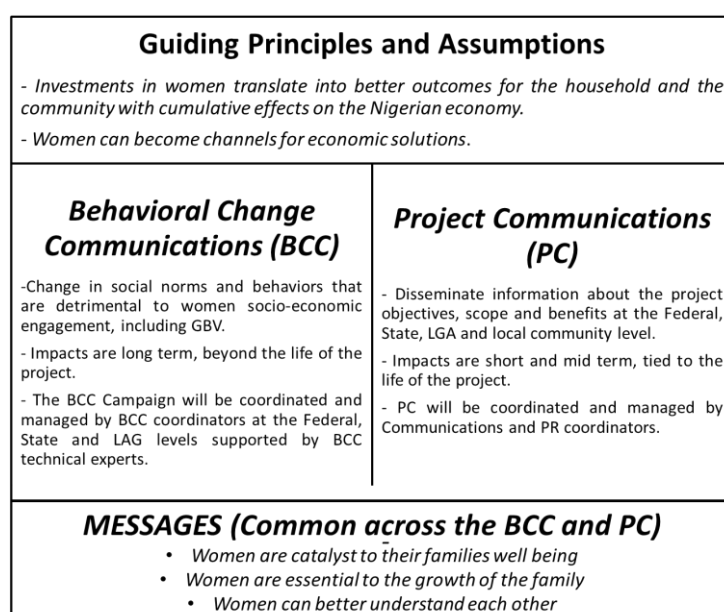 Guiding Principles and Assumptions
- Investments in women translate into better outcomes for the household and the
community with cumulative effects on the Nigerian economy.
- Women can become channels for economic solutions.
Behavioral Change
Communications (BCC)
-Change in social norms and behaviors that
are detrimental to women socio-economic
engagement, including GBV.
- Impacts are long term, beyond the life of the
project.
- The BCC Campaign will be coordinated and
managed by BCC coordinators at the Federal,
State and LAG levels supported by BCC
technical experts.
Project Communications
(PC)
- Disseminate information about the project
objectives, scope and benefits at the Federal,
State, LGA and local community level.
- Impacts are short and mid term, tied to the
life of the project.
- PC will be coordinated and managed by
Communications and PR coordinators.
MESSAGES (Common across the BCC and PC)
-
• Women are catalyst to their families well being
• Women are essential to the growth of the family
• Women can better understand each other